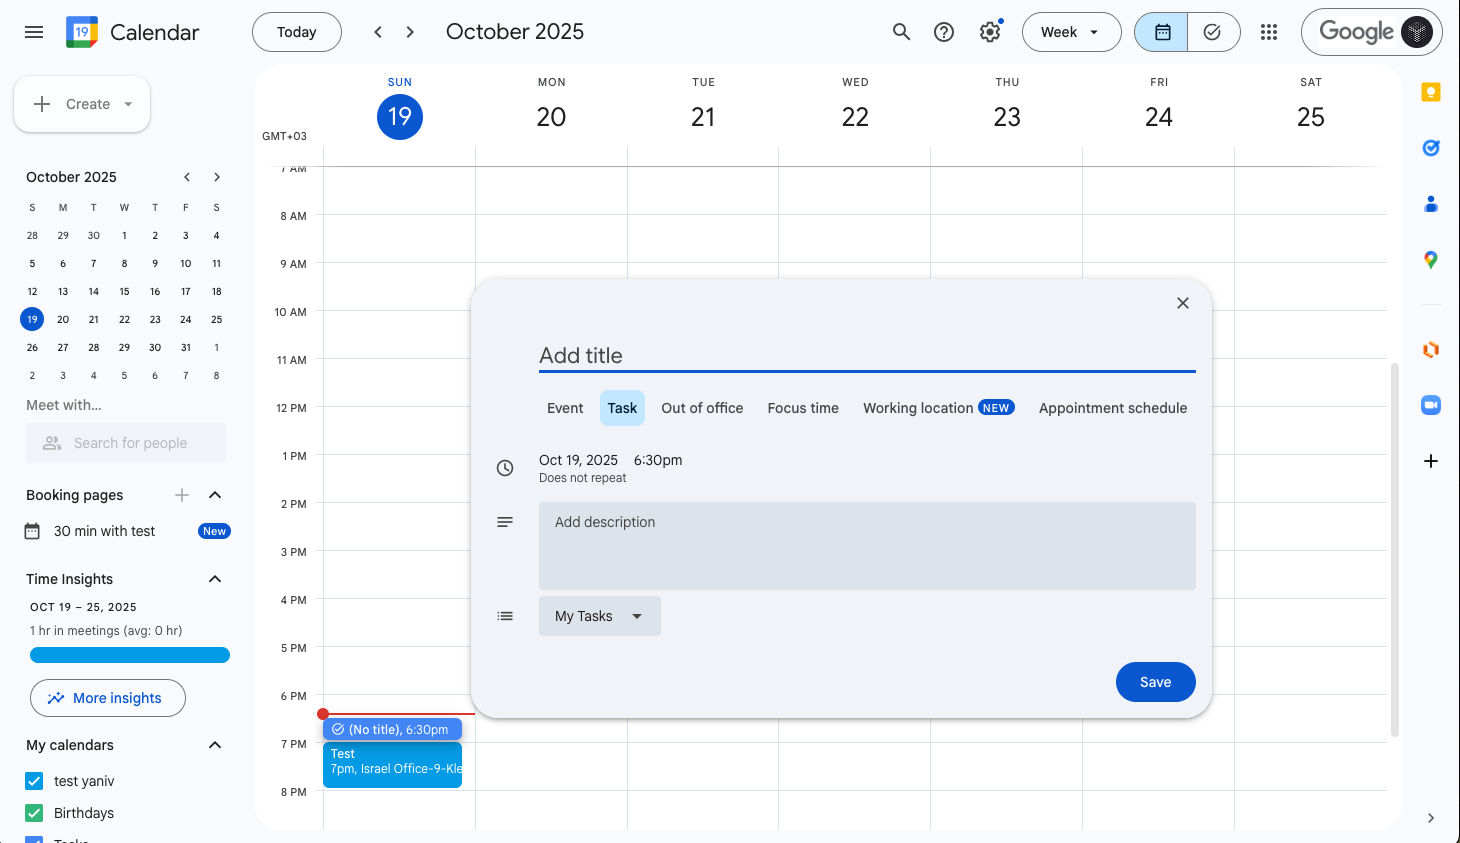 19
Calendar
Today
October 2025
Week
Google
Create
GMT+03
SUN
19
MON
20
TUE
21
WED
22
THU
23
FRI
24
SAT
25
October 2025
S M T W T F S
28 29 30 1 2 3 4
5 6 7 8 9 10 11
12 13 14 15 16 17 18
19 20 21 22 23 24 25
26 27 28 29 30 31 1
2 3 4 5 6 7 8
Meet with...
Search for people
Booking pages
30 min with test New
Time Insights
OCT 19 – 25, 2025
1 hr in meetings (avg: 0 hr)
More insights
My calendars
test yaniv
Birthdays
Tasks
7 AM
8 AM
9 AM
10 AM
11 AM
12 PM
1 PM
2 PM
3 PM
4 PM
5 PM
6 PM
7 PM
8 PM
(No title), 6:30pm
Test
7pm, Israel Office-9-Kle
Add title
Event Task Out of office Focus time Working location NEW Appointment schedule
Oct 19, 2025 6:30pm
Does not repeat
Add description
My Tasks
Save